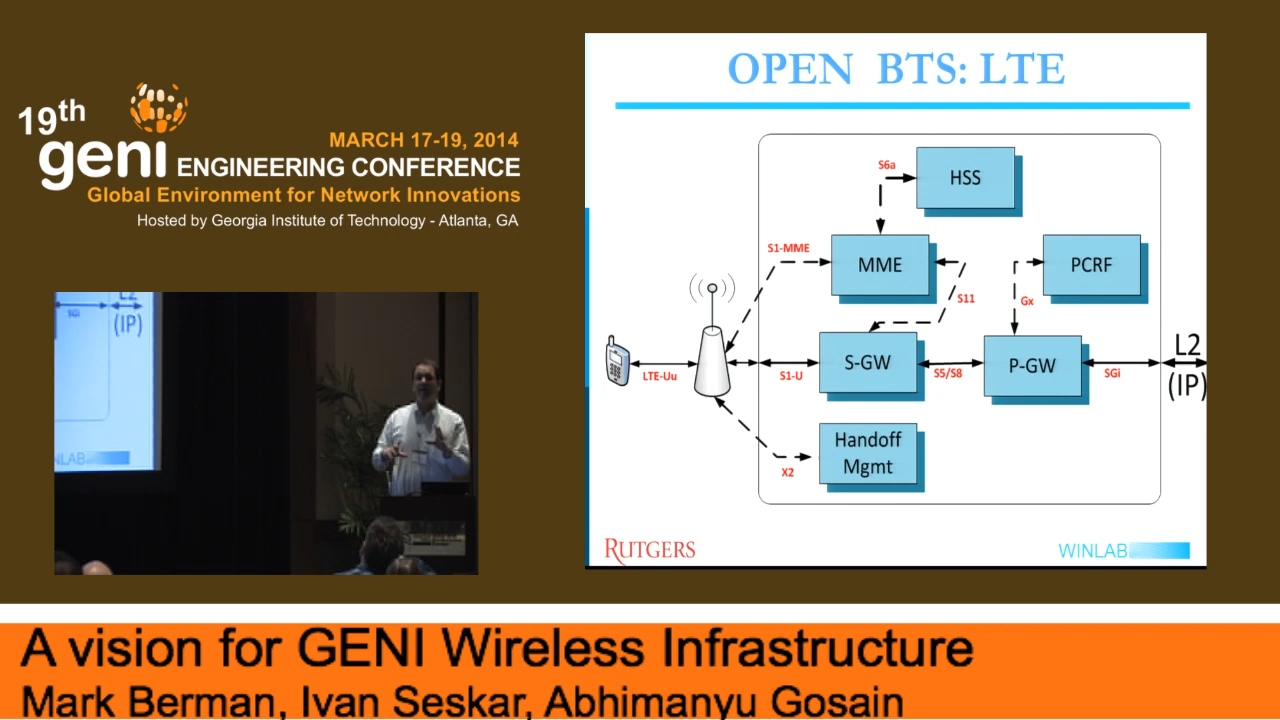 19th
geni ENGINEERING CONFERENCE
MARCH 17-19, 2014
Global Environment for Network Innovations
Hosted by Georgia Institute of Technology - Atlanta, GA
OPEN BTS: LTE
S6a
HSS
S1-MME
MME
PCRF
S11
Gx
LTE-Uu
S1-U
S-GW
S5/S8
P-GW
SGi
L2
(IP)
X2
Handoff
Mgmt
RUTGERS
WINLAB
L2
SGi
(IP)
NLAB
A vision for GENI Wireless Infrastructure
Mark Berman, Ivan Seskar, Abhimanyu Gosain